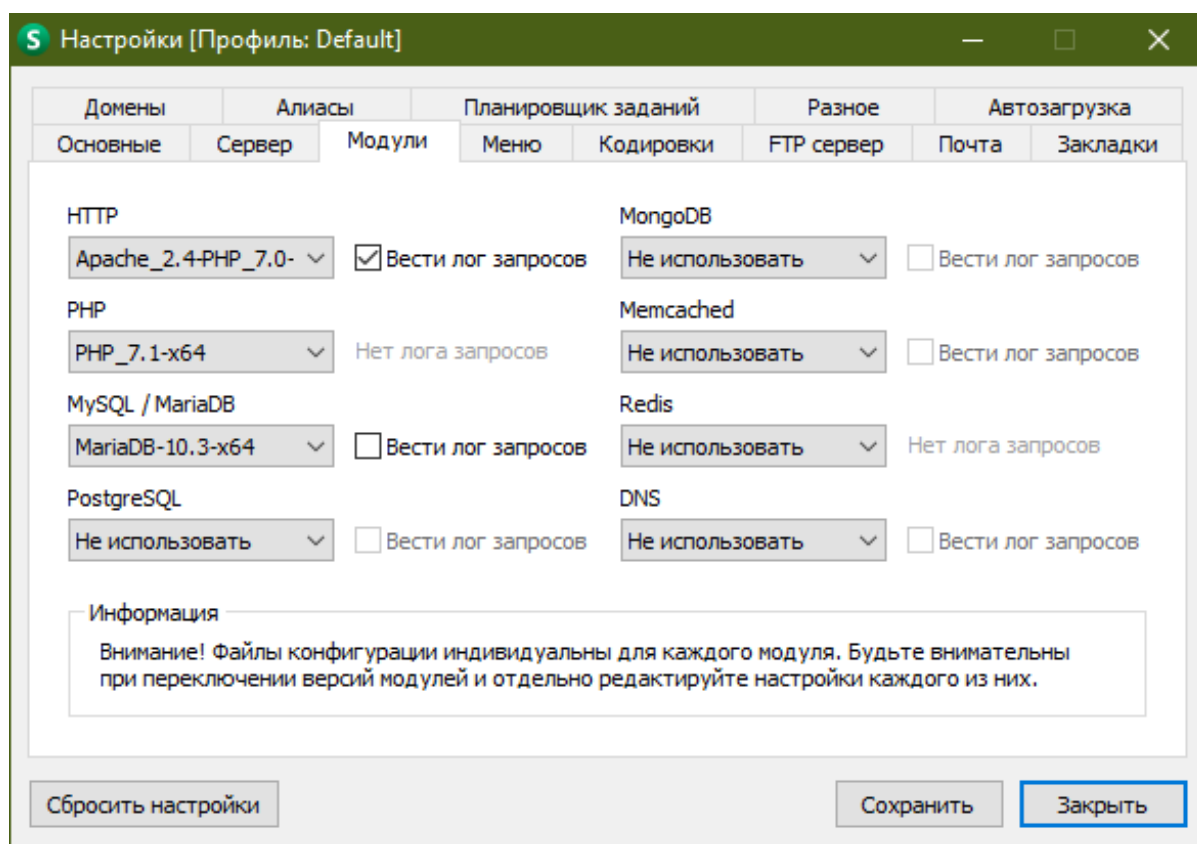 S Настройки [Профиль: Default]
Домены Алиасы Планировщик заданий Разное Автозагрузка
Основные Сервер Модули Меню Кодировки FTP сервер Почта Закладки
HTTP
Apache_2.4-PHP_7.0- Вести лог запросов
PHP
PHP_7.1-x64 Нет лога запросов
MySQL / MariaDB
MariaDB-10.3-x64 Вести лог запросов
PostgreSQL
Не использовать Вести лог запросов
MongoDB
Не использовать Вести лог запросов
Memcached
Не использовать Вести лог запросов
Redis
Не использовать Нет лога запросов
DNS
Не использовать Вести лог запросов
Информация
Внимание! Файлы конфигурации индивидуальны для каждого модуля. Будьте внимательны
при переключении версий модулей и отдельно редактируйте настройки каждого из них.
Сбросить настройки Сохранить Закрыть